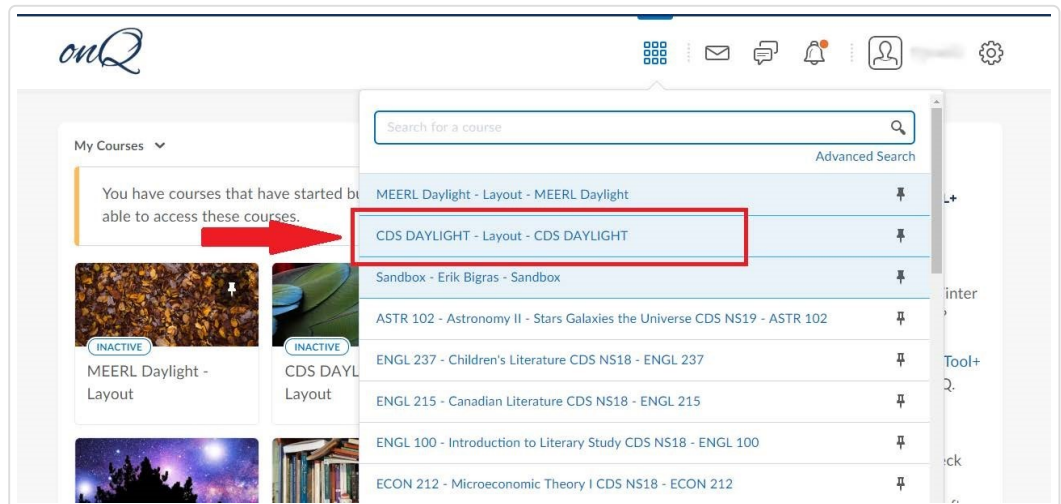 onQ
My Courses
You have courses that have started bu
able to access these courses.
INACTIVE
MEERL Daylight -
Layout
INACTIVE
CDS DAYL
Layout
Search for a course
Advanced Search
MEERL Daylight - Layout - MEERL Daylight
CDS DAYLIGHT - Layout - CDS DAYLIGHT
Sandbox - Erik Bigras - Sandbox
ASTR 102 - Astronomy II - Stars Galaxies the Universe CDS NS19 - ASTR 102
ENGL 237 - Children's Literature CDS NS18 - ENGL 237
ENGL 215 - Canadian Literature CDS NS18 - ENGL 215
ENGL 100 - Introduction to Literary Study CDS NS18 - ENGL 100
ECON 212 - Microeconomic Theory I CDS NS18 - ECON 212
L+
inter
Tool+
Q.
eck